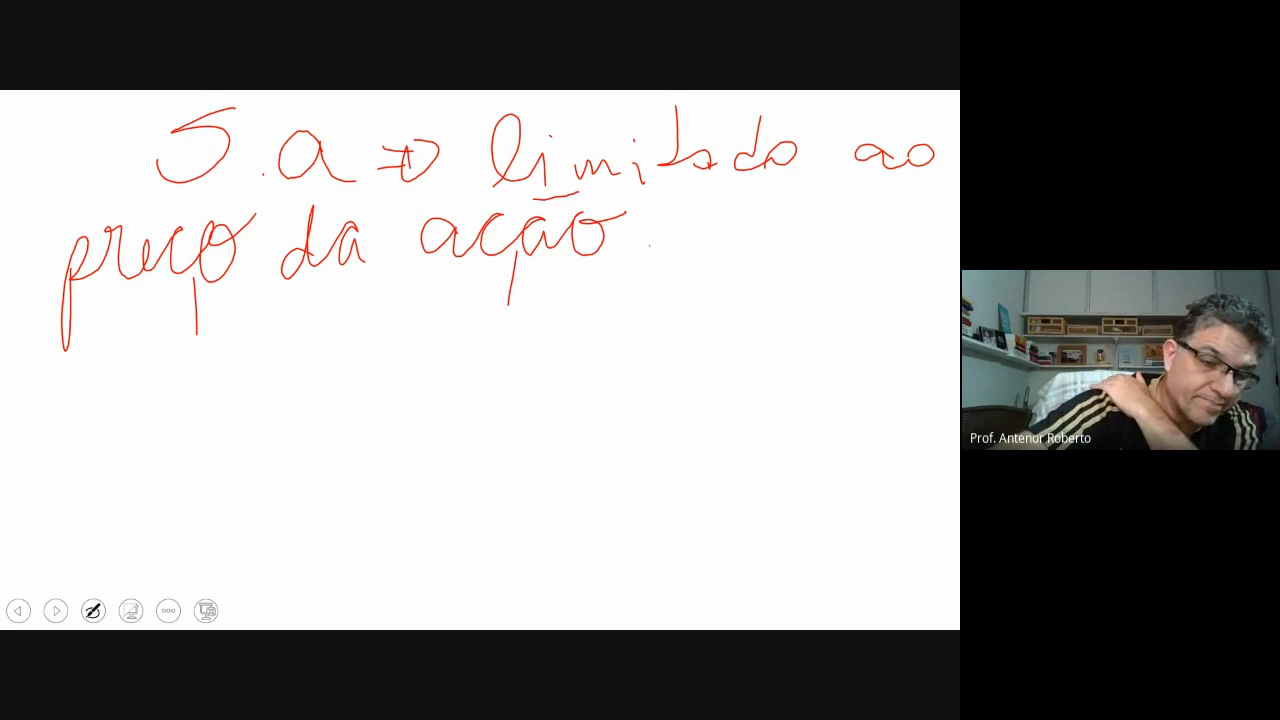 S.a => limitado ao
preço da ação.
Prof. Antenor Roberto